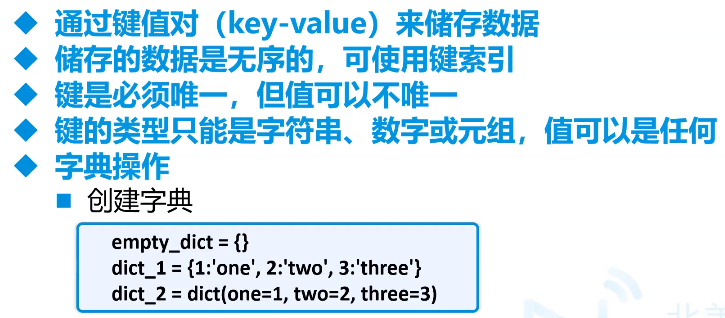 通过键值对（key-value）来储存数据
储存的数据是无序的，可使用键索引
键是必须唯一，但值可以不唯一
键的类型只能是字符串、数字或元组，值可以是任何
字典操作
创建字典
empty_dict = {}
dict_1 = {1:'one', 2:'two', 3:'three'}
dict_2 = dict(one=1, two=2, three=3)